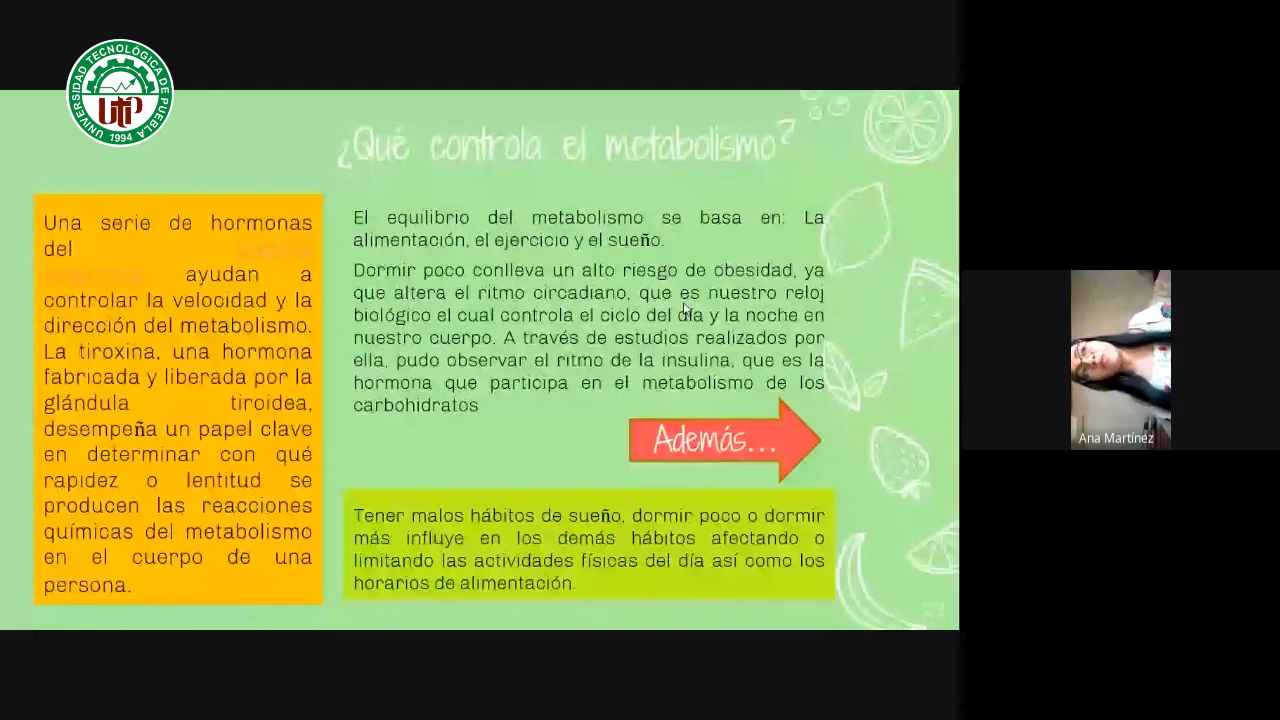 UNIVERSIDAD TECNOLÓGICA DE PUEBLA
UTP
1994
¿Qué controla el metabolismo?
Una serie de hormonas
del
ayudan a
controlar la velocidad y la
dirección del metabolismo.
La tiroxina, una hormona
fabricada y liberada por la
glándula tiroidea,
desempeña un papel clave
en determinar con qué
rapidez o lentitud se
producen las reacciones
químicas del metabolismo
en el cuerpo de una
persona.
El equilibrio del metabolismo se basa en: La
alimentación, el ejercicio y el sueño.
Dormir poco conlleva un alto riesgo de obesidad, ya
que altera el ritmo circadiano, que es nuestro reloj
biológico el cual controla el ciclo del día y la noche en
nuestro cuerpo. A través de estudios realizados por
ella, pudo observar el ritmo de la insulina, que es la
hormona que participa en el metabolismo de los
carbohidratos
Además...
Tener malos hábitos de sueño, dormir poco o dormir
más influye en los demás hábitos afectando o
limitando las actividades físicas del día así como los
horarios de alimentación.
Ana Martínez